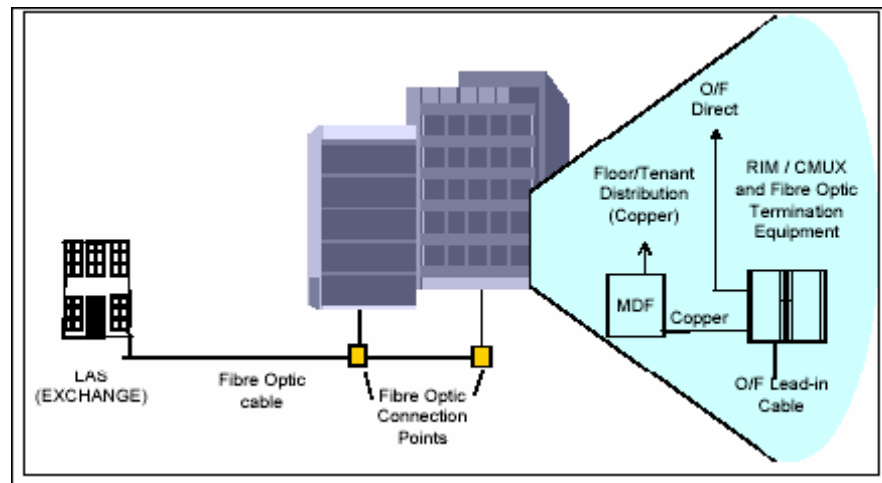 O/F
Direct
Floor/Tenant
Distribution
(Copper)
RIM / CMUX
and Fibre Optic
Termination
Equipment
MDF
Copper
O/F Lead-in
Cable
LAS
(EXCHANGE)
Fibre Optic
cable
Fibre Optic
Connection
Points